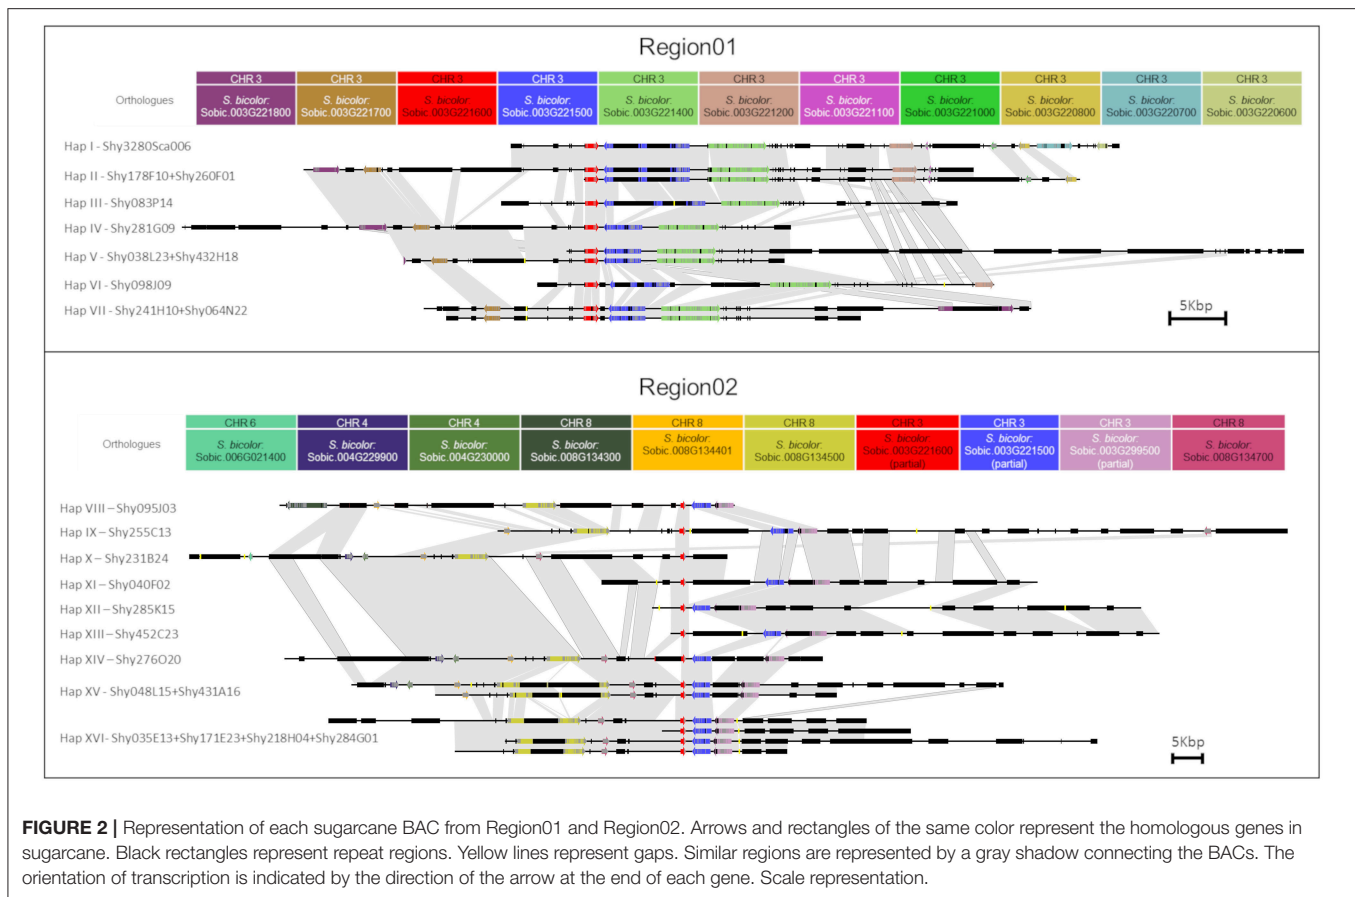 Region01
CHR 3 CHR 3 CHR 3 CHR 3 CHR 3 CHR 3 CHR 3 CHR 3 CHR 3 CHR 3 CHR 3
Orthologues
S. bicolor: S. bicolor: S. bicolor: S. bicolor: S. bicolor: S. bicolor: S. bicolor: S. bicolor: S. bicolor: S. bicolor: S. bicolor:
Sobic.003G221800 Sobic.003G221700 Sobic.003G221600 Sobic.003G221500 Sobic.003G221400 Sobic.003G221200 Sobic.003G221100 Sobic.003G221000 Sobic.003G220800 Sobic.003G220700 Sobic.003G220600
Hap I - Shy3280Sca006
Hap II - Shy178F10+Shy260F01
Hap III - Shy083P14
Hap IV - Shy281G09
Hap V - Shy038L23+Shy432H18
Hap VI - Shy098J09
Hap VII - Shy241H10+Shy064N22
5Kbp
Region02
CHR 6 CHR 4 CHR 4 CHR 8 CHR 8 CHR 8 CHR 3 CHR 3 CHR 3 CHR 8
Orthologues
S. bicolor: S. bicolor: S. bicolor: S. bicolor: S. bicolor: S. bicolor: S. bicolor: S. bicolor: S. bicolor: S. bicolor:
Sobic.006G021400 Sobic.004G229900 Sobic.004G230000 Sobic.008G134300 Sobic.008G134401 Sobic.008G134500 Sobic.003G221600 Sobic.003G221500 Sobic.003G299500 Sobic.008G134700
(partial) (partial) (partial)
Hap VIII – Shy095J03
Hap IX – Shy255C13
Hap X – Shy231B24
Hap XI – Shy040F02
Hap XII – Shy285K15
Hap XIII – Shy452C23
Hap XIV – Shy276O20
Hap XV - Shy048L15+Shy431A16
Hap XVI- Shy035E13+Shy171E23+Shy218H04+Shy284G01
5Kbp
FIGURE 2 | Representation of each sugarcane BAC from Region01 and Region02. Arrows and rectangles of the same color represent the homologous genes in
sugarcane. Black rectangles represent repeat regions. Yellow lines represent gaps. Similar regions are represented by a gray shadow connecting the BACs. The
orientation of transcription is indicated by the direction of the arrow at the end of each gene. Scale representation.